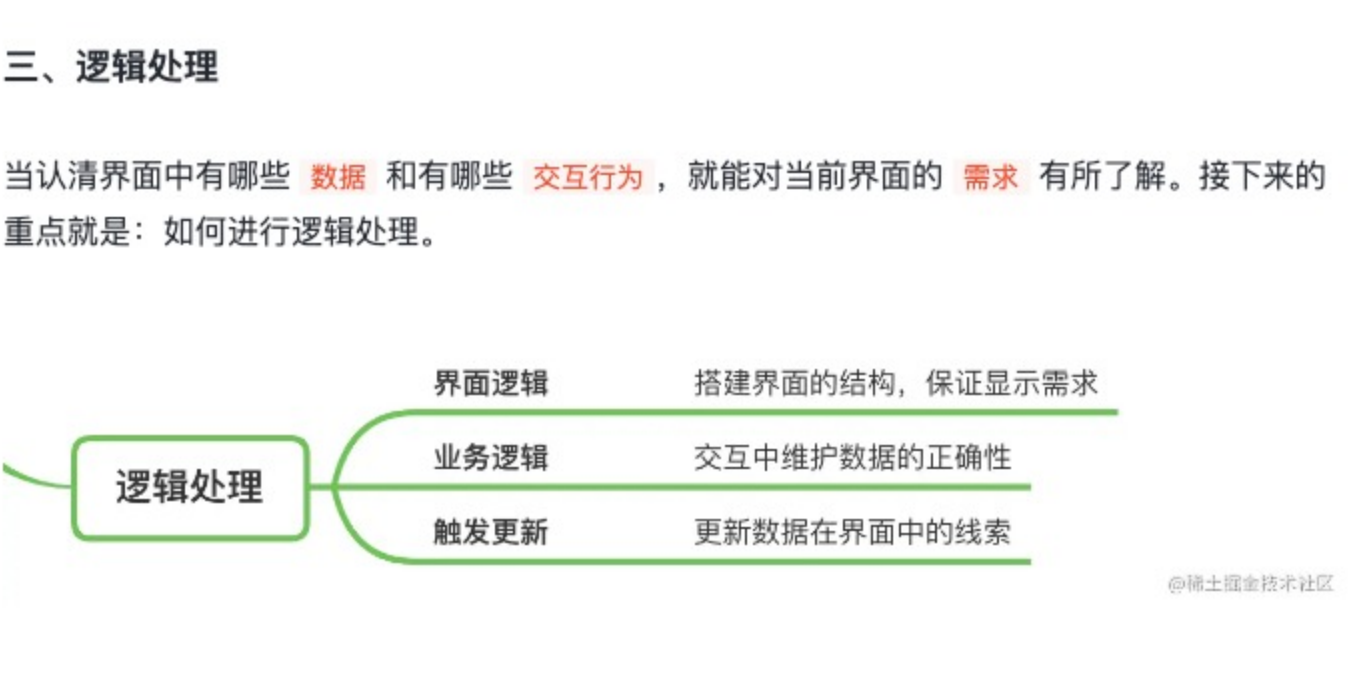 三、逻辑处理
当认清界面中有哪些 数据 和有哪些 交互行为 ，就能对当前界面的 需求 有所了解。接下来的
重点就是：如何进行逻辑处理。
界面逻辑 搭建界面的结构，保证显示需求
业务逻辑 交互中维护数据的正确性
逻辑处理
触发更新 更新数据在界面中的线索
@稀土掘金技术社区